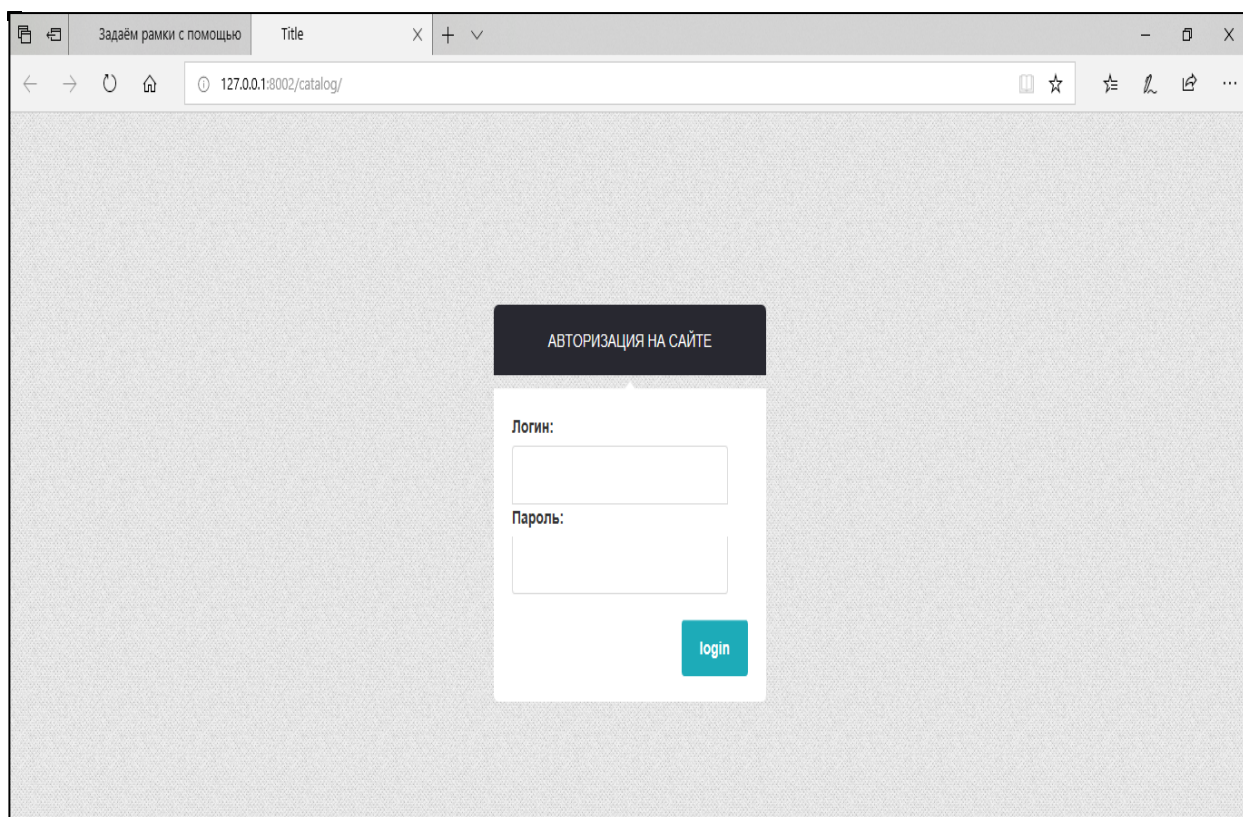 Задаём рамки с помощью
Title
127.0.0.1:8002/catalog/
АВТОРИЗАЦИЯ НА САЙТЕ
Логин:
Пароль:
login